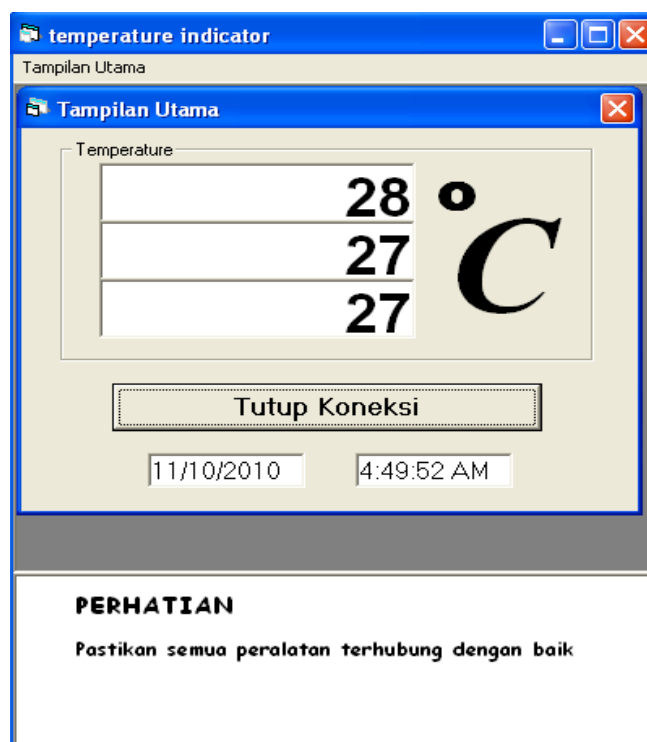 temperature indicator
Tampilan Utama
Tampilan Utama
Temperature
28
27
27
°C
Tutup Koneksi
11/10/2010 4:49:52 AM
PERHATIAN
Pastikan semua peralatan terhubung dengan baik